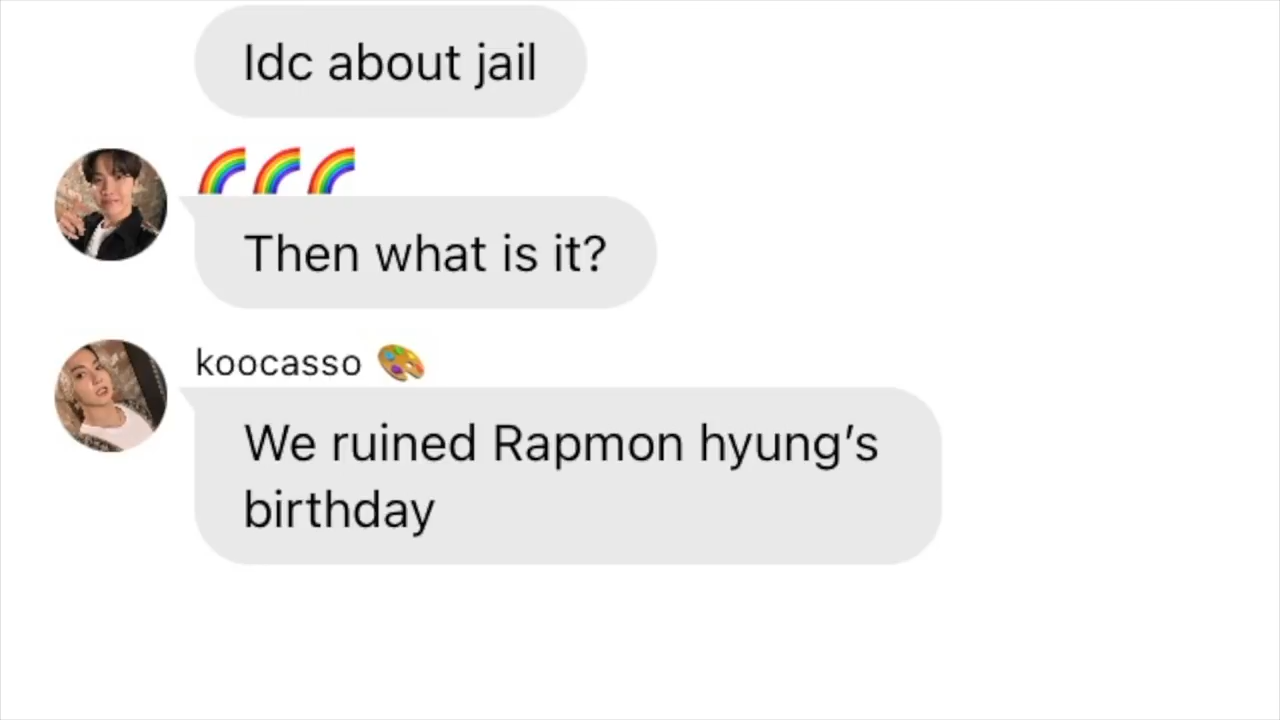 Idc about jail
🌈🌈🌈
Then what is it?
koocasso 🎨
We ruined Rapmon hyung’s
birthday